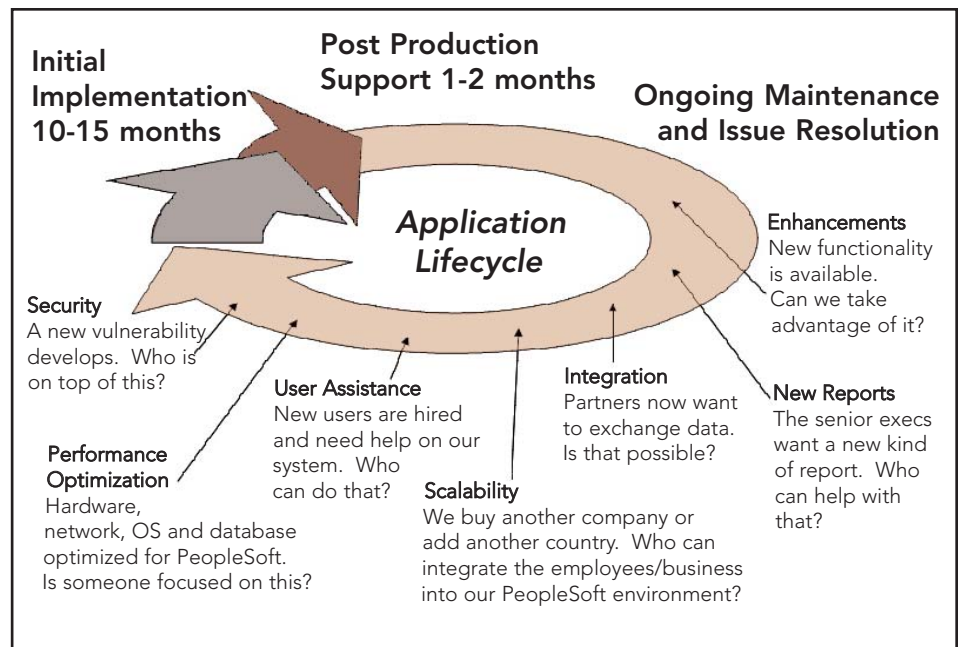 Initial
Implementation
10-15 months
Post Production
Support 1-2 months
Ongoing Maintenance
and Issue Resolution
Application
Lifecycle
Enhancements
New functionality
is available.
Can we take
advantage of it?
New Reports
The senior execs
want a new kind
of report. Who
can help with
that?
Integration
Partners now want
to exchange data.
Is that possible?
Scalability
We buy another company or
add another country. Who can
integrate the employees/business
into our PeopleSoft environment?
User Assistance
New users are hired
and need help on our
system. Who
can do that?
Performance
Optimization
Hardware,
network, OS and database
optimized for PeopleSoft.
Is someone focused on this?
Security
A new vulnerability
develops. Who is
on top of this?